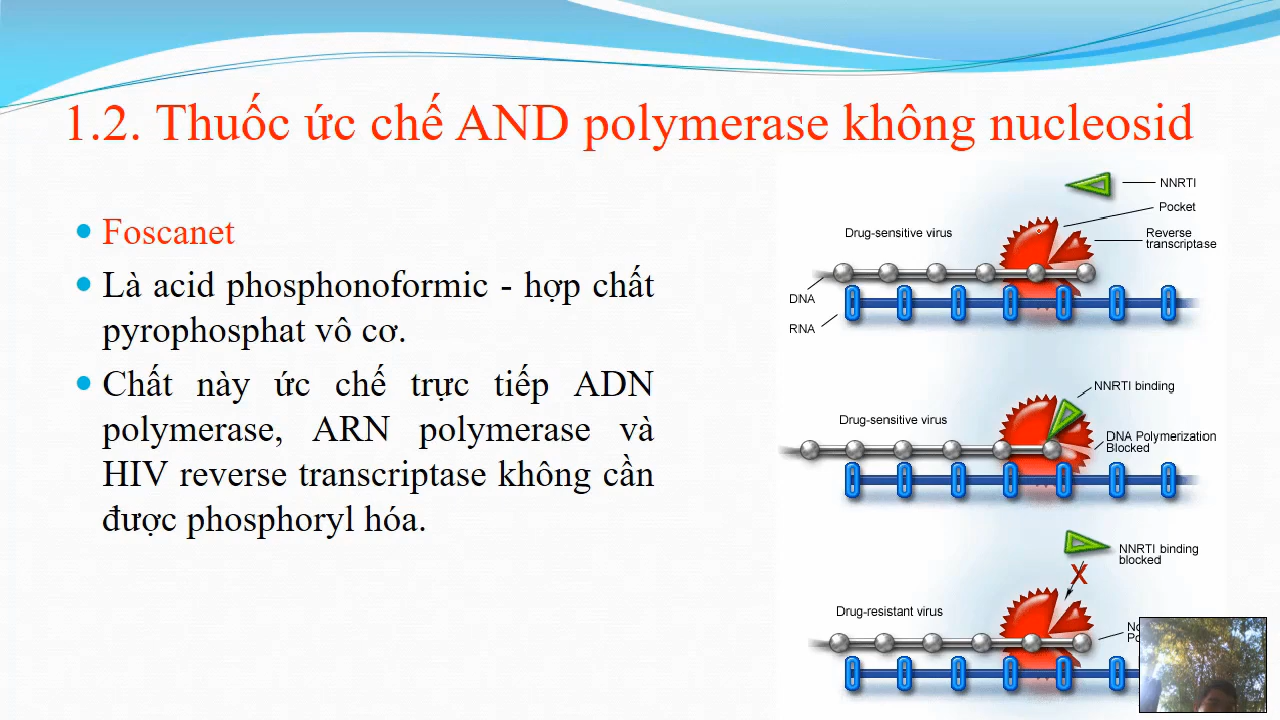 1.2. Thuốc ức chế AND polymerase không nucleosid
Foscanet
Là acid phosphonoformic - hợp chất
pyrophosphat vô cơ.
Chất này ức chế trực tiếp ADN
polymerase, ARN polymerase và
HIV reverse transcriptase không cần
được phosphoryl hóa.
NNRTI
Pocket
Drug-sensitive virus
Reverse
transcriptase
DNA
RNA
NNRTI binding
Drug-sensitive virus
DNA Polymerization
Blocked
NNRTI binding
blocked
X
Drug-resistant virus